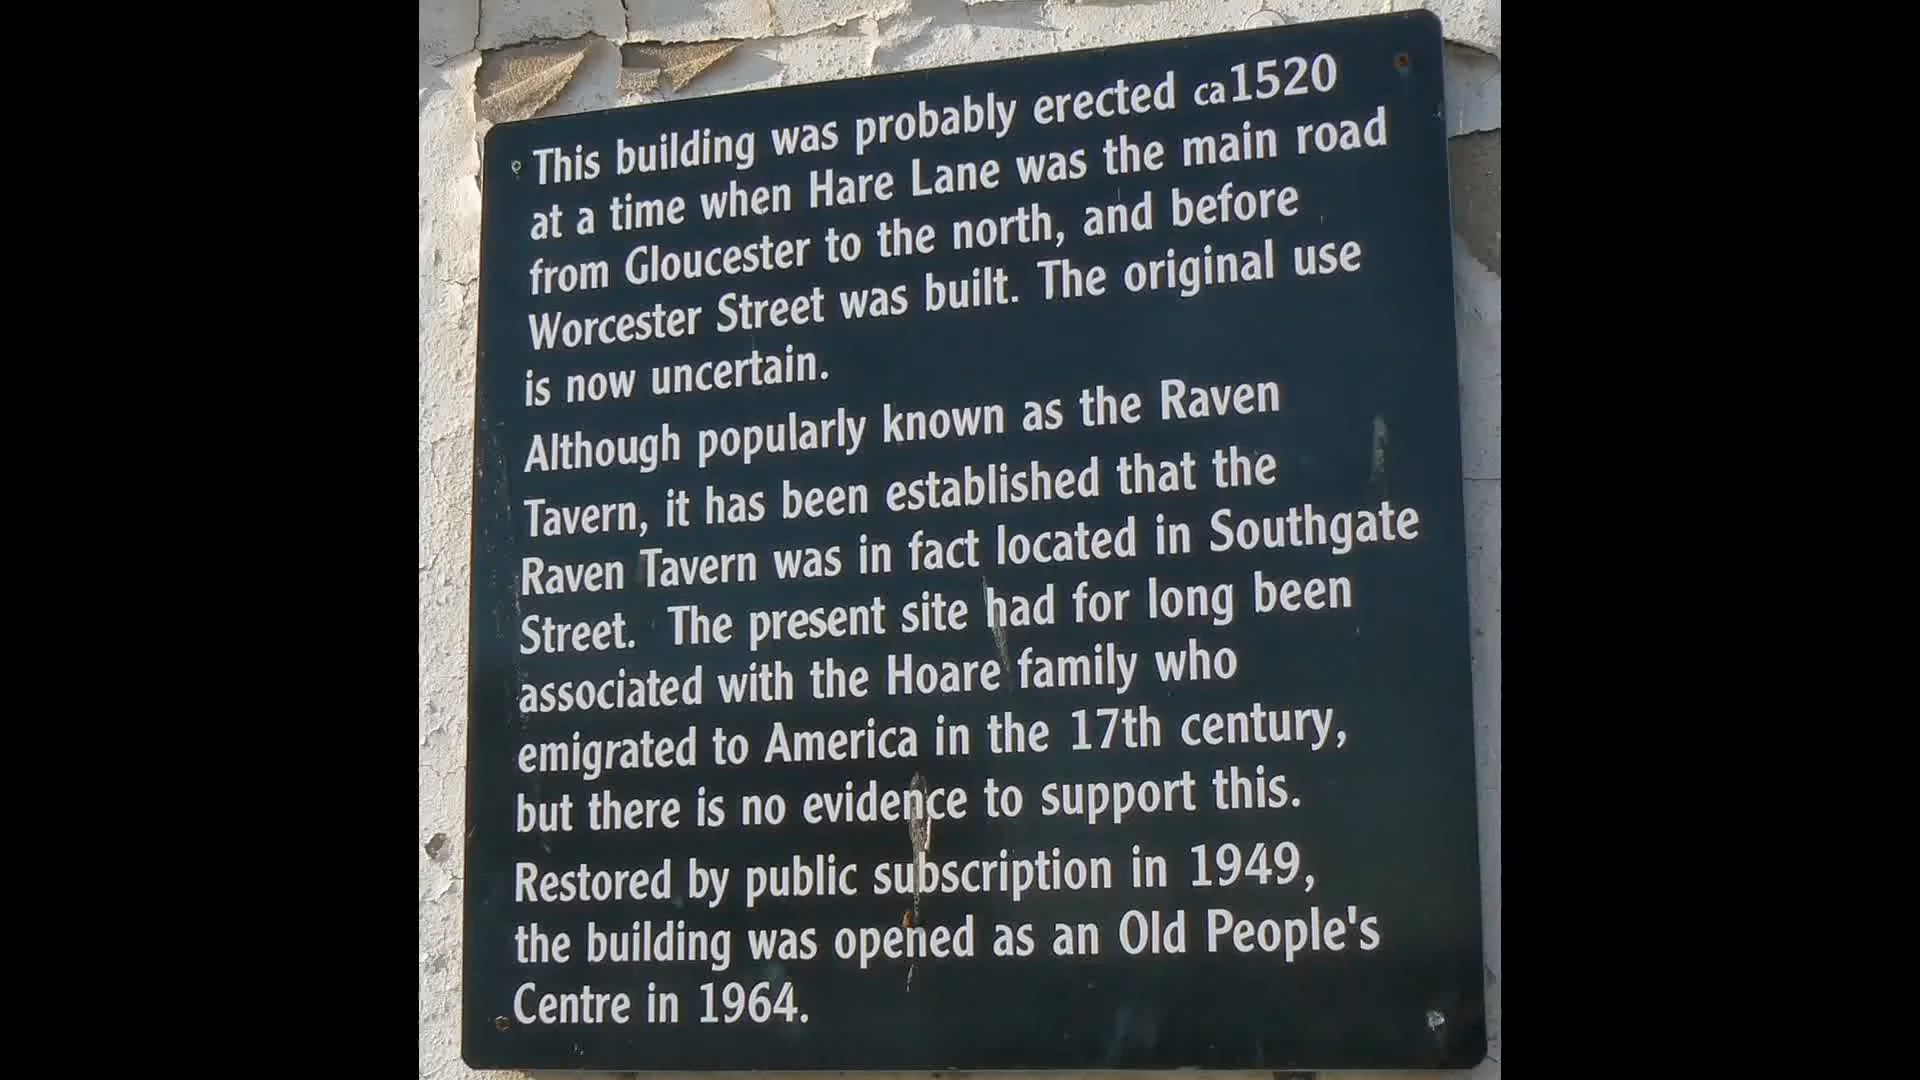 This building was probably erected ca1520
at a time when Hare Lane was the main road
from Gloucester to the north, and before
Worcester Street was built. The original use
is now uncertain.
Although popularly known as the Raven
Tavern, it has been established that the
Raven Tavern was in fact located in Southgate
Street. The present site had for long been
associated with the Hoare family who
emigrated to America in the 17th century,
but there is no evidence to support this.
Restored by public subscription in 1949,
the building was opened as an Old People's
Centre in 1964.